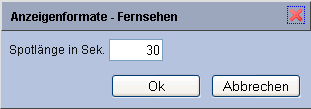 Anzeigenformate - Fernsehen
Spotlänge in Sek. 30
Ok Abbrechen